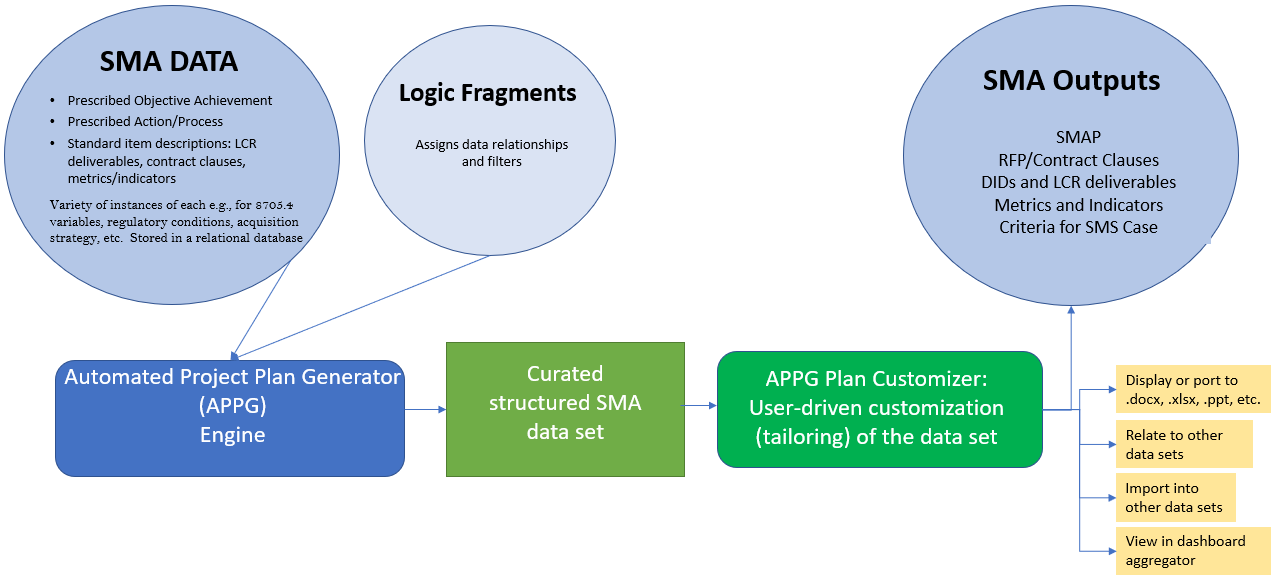 SMA DATA
• Prescribed Objective Achievement
• Prescribed Action/Process
• Standard item descriptions: LCR
deliverables, contract clauses,
metrics/indicators
Variety of instances of each e.g., for 8705.4
variables, regulatory conditions, acquisition
strategy, etc.  Stored in a relational database
Logic Fragments
Assigns data relationships
and filters
SMA Outputs
SMAP
RFP/Contract Clauses
DIDs and LCR deliverables
Metrics and Indicators
Criteria for SMS Case
Automated Project Plan Generator
(APPG)
Engine
Curated
structured SMA
data set
APPG Plan Customizer:
User-driven customization
(tailoring) of the data set
Display or port to
.docx, .xlsx, .ppt, etc.
Relate to other
data sets
Import into
other data sets
View in dashboard
aggregator